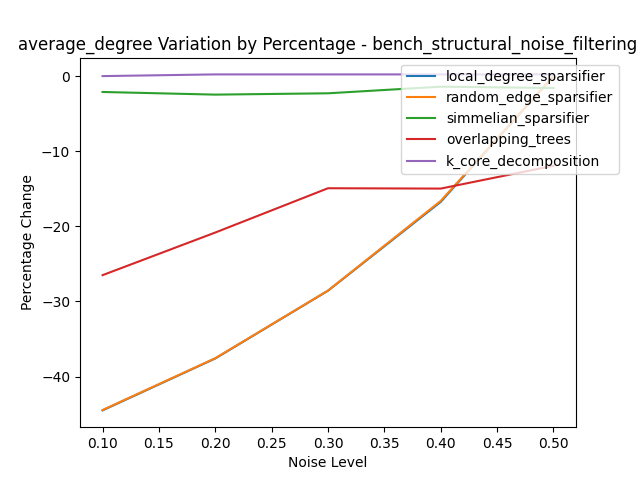 average_degree Variation by Percentage - bench_structural_noise_filtering
local_degree_sparsifier
random_edge_sparsifier
simmelian_sparsifier
overlapping_trees
k_core_decomposition
Percentage Change
0
−10
−20
−30
−40
0.10 0.15 0.20 0.25 0.30 0.35 0.40 0.45 0.50
Noise Level